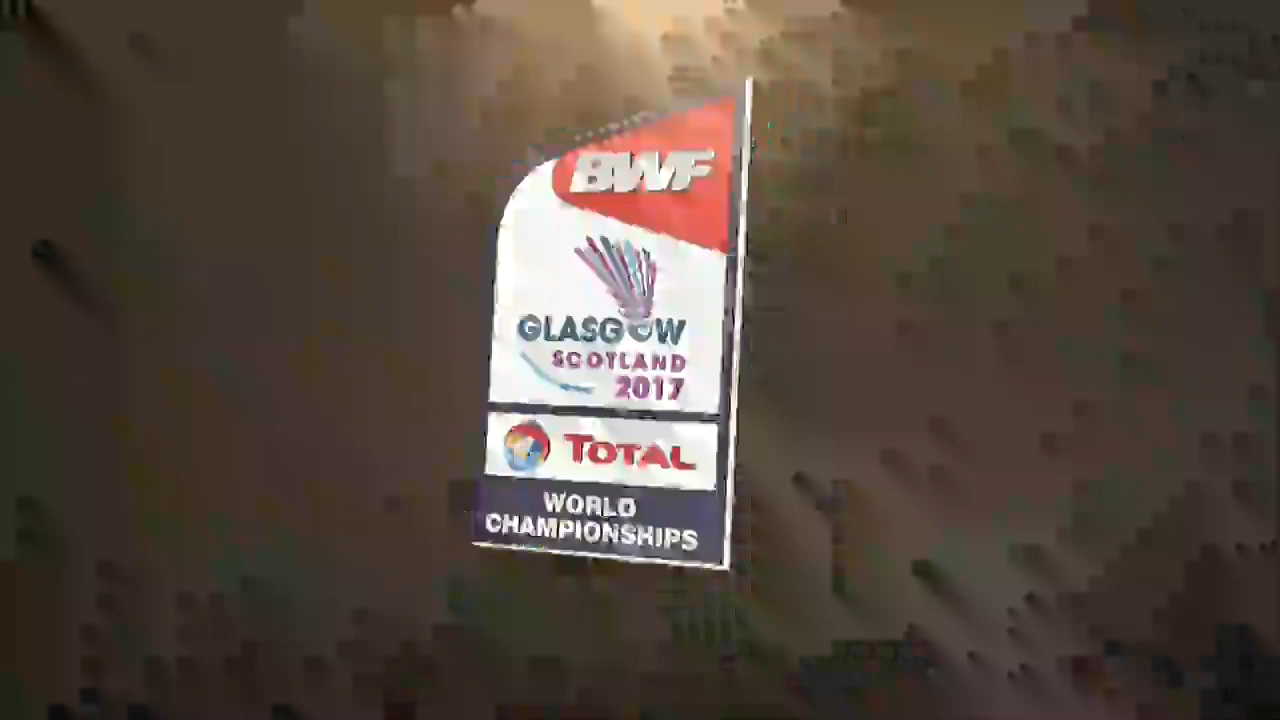 BWF
GLASGOW
SCOTLAND
2017
TOTAL
WORLD
CHAMPIONSHIPS